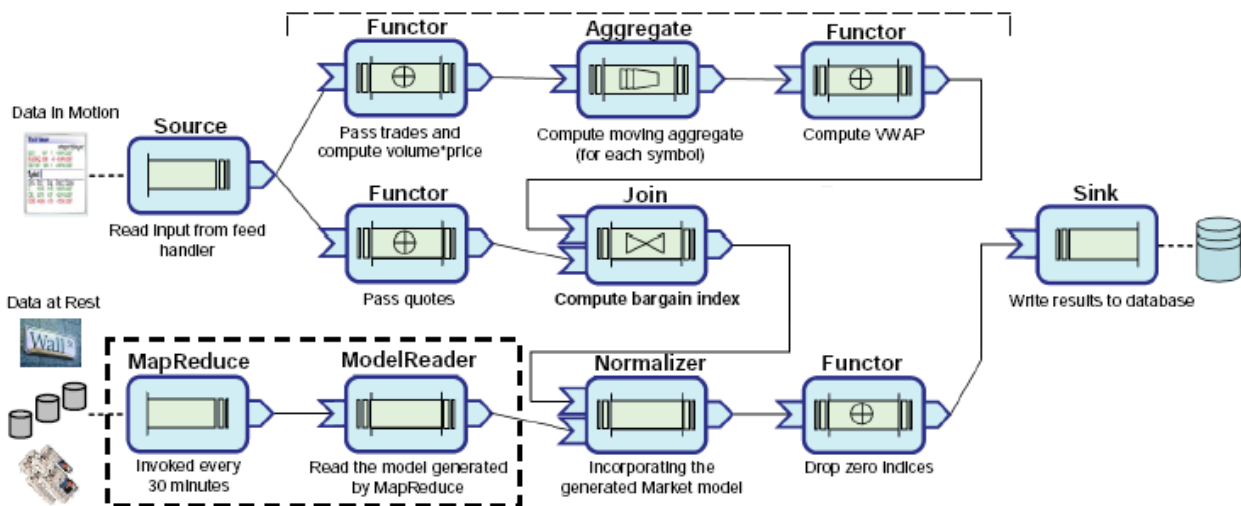 Functor
Aggregate
Functor
Data in Motion
Source
Pass trades and
compute volume*price
Compute moving aggregate
(for each symbol)
Compute VWAP
Functor
Join
Sink
Read Input from feed
handler
Pass quotes
Compute bargain index
Write results to database
Data at Rest
Wall
MapReduce
ModelReader
Normalizer
Functor
Invoked every
30 minutes
Read the model generated
by MapReduce
Incorporating the
generated Market model
Drop zero indices